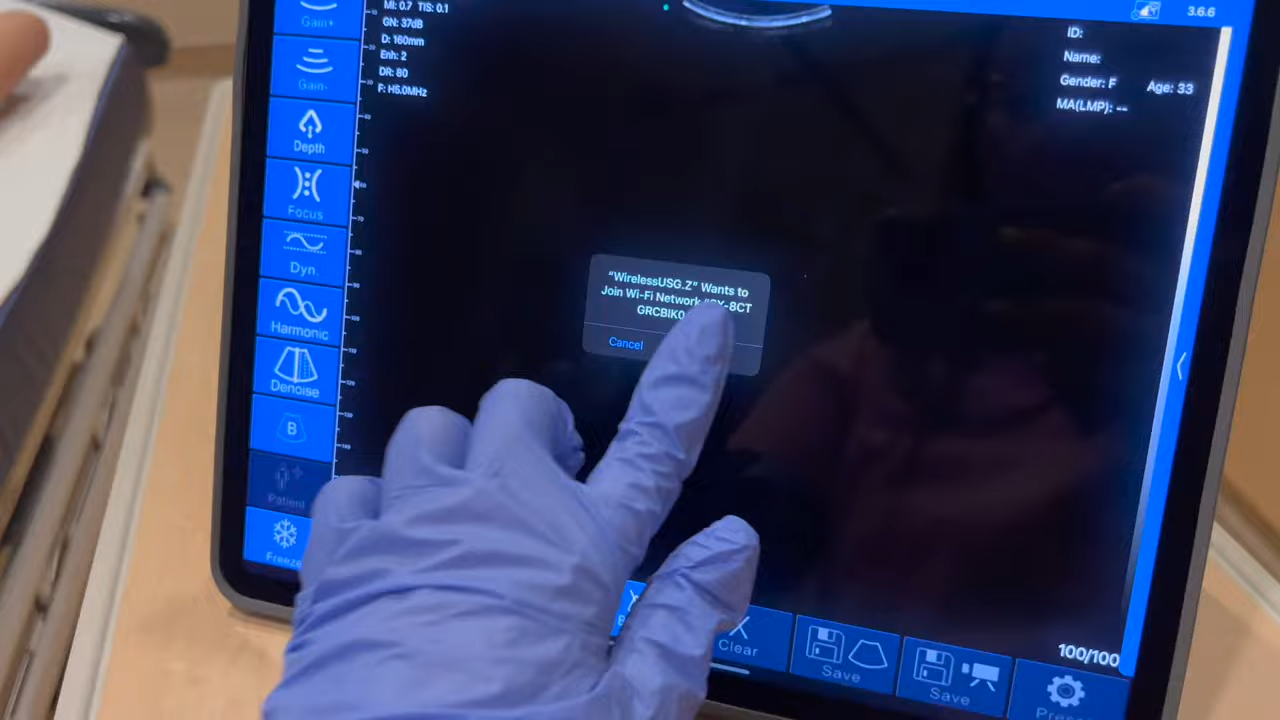 Gain+
Gain-
Depth
Focus
Dyn.
Harmonic
Denoise
B
Patient
Freeze
MI: 0.7 TIS: 0.1
GN: 37dB
D: 160mm
Enh: 2
DR: 80
F: H5.0MHz
3.6.6
ID:
Name:
Gender: F Age: 33
MA(LMP): --
"WirelessUSG.Z" Wants to
Join Wi-Fi Network
GRCBIK
Cancel
100/100
Clear
Save
Save